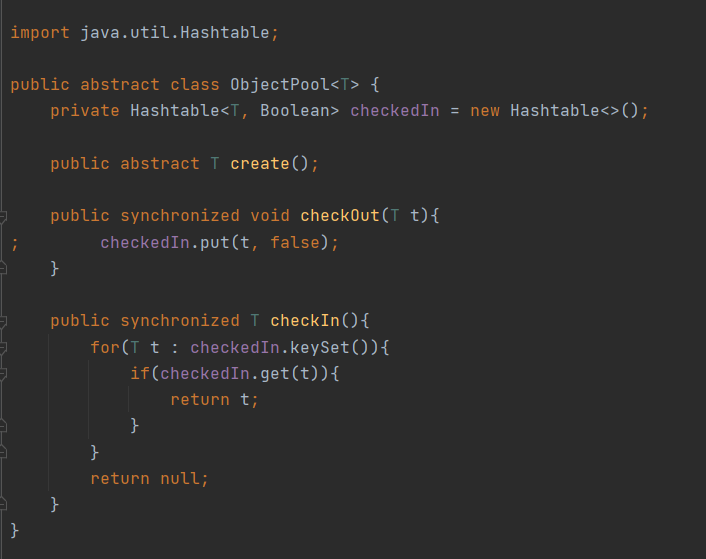 import java.util.Hashtable;
public abstract class ObjectPool<T> {
    private Hashtable<T, Boolean> checkedIn = new Hashtable<>();
    public abstract T create();
    public synchronized void checkOut(T t){
;        checkedIn.put(t, false);
    }
    public synchronized T checkIn(){
        for(T t : checkedIn.keySet()){
            if(checkedIn.get(t)){
                return t;
            }
        }
        return null;
    }
}